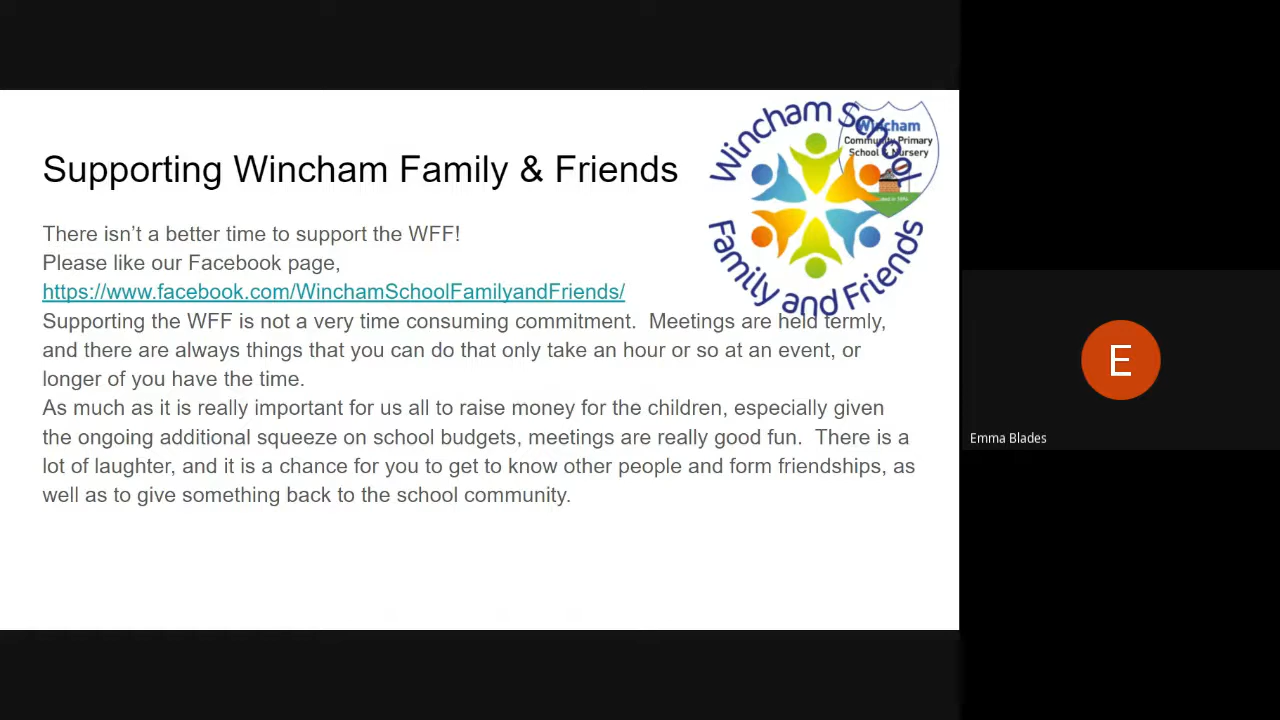 Supporting Wincham Family & Friends
There isn’t a better time to support the WFF!
Please like our Facebook page,
https://www.facebook.com/WinchamSchoolFamilyandFriends/
Supporting the WFF is not a very time consuming commitment.  Meetings are held termly,
and there are always things that you can do that only take an hour or so at an event, or
longer of you have the time.
As much as it is really important for us all to raise money for the children, especially given
the ongoing additional squeeze on school budgets, meetings are really good fun.  There is a
lot of laughter, and it is a chance for you to get to know other people and form friendships, as
well as to give something back to the school community.
Wincham School
Family and Friends
Wincham
Community Primary
School & Nursery
E
Emma Blades